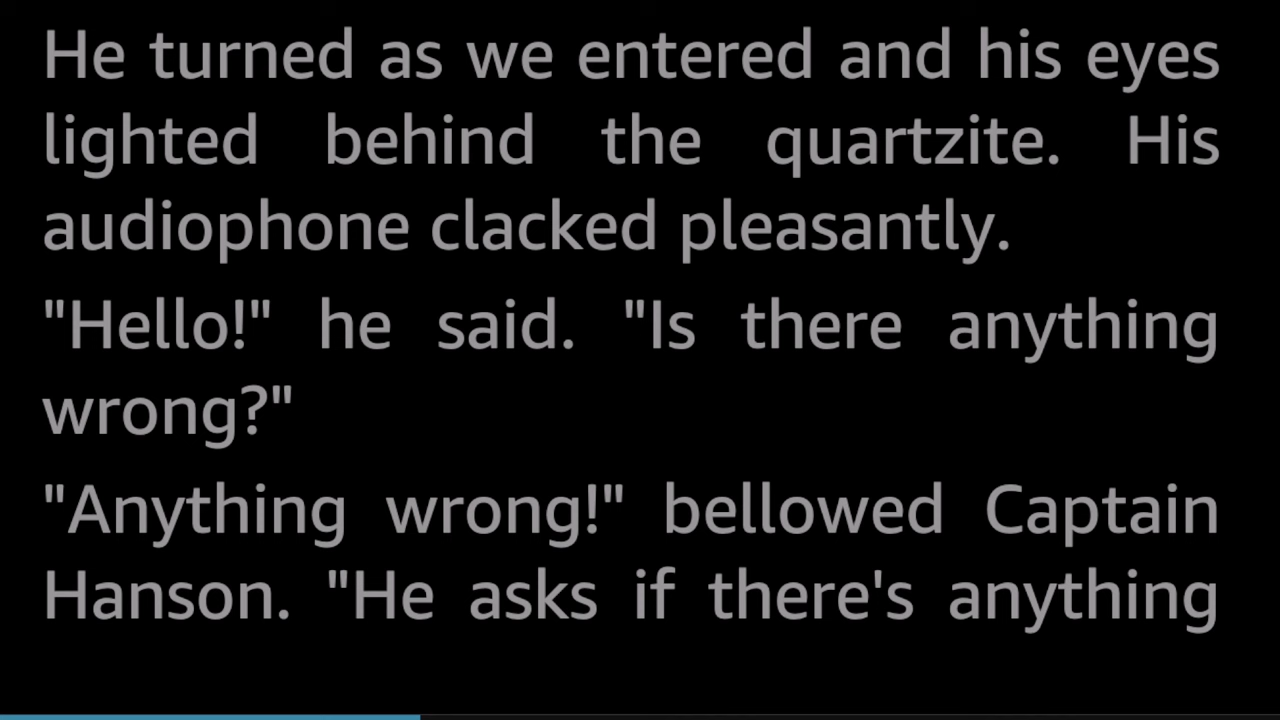 He turned as we entered and his eyes
lighted behind the quartzite. His
audiophone clacked pleasantly.
"Hello!" he said. "Is there anything
wrong?"
"Anything wrong!" bellowed Captain
Hanson. "He asks if there's anything